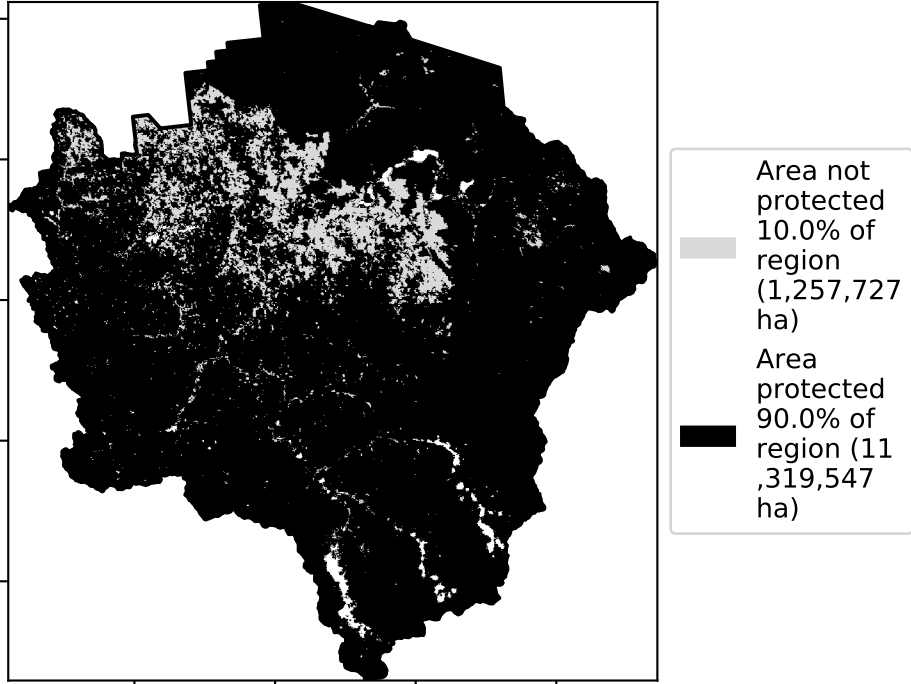 Area not
protected
10.0% of
region
(1,257,727
ha)
Area
protected
90.0% of
region (11
,319,547
ha)